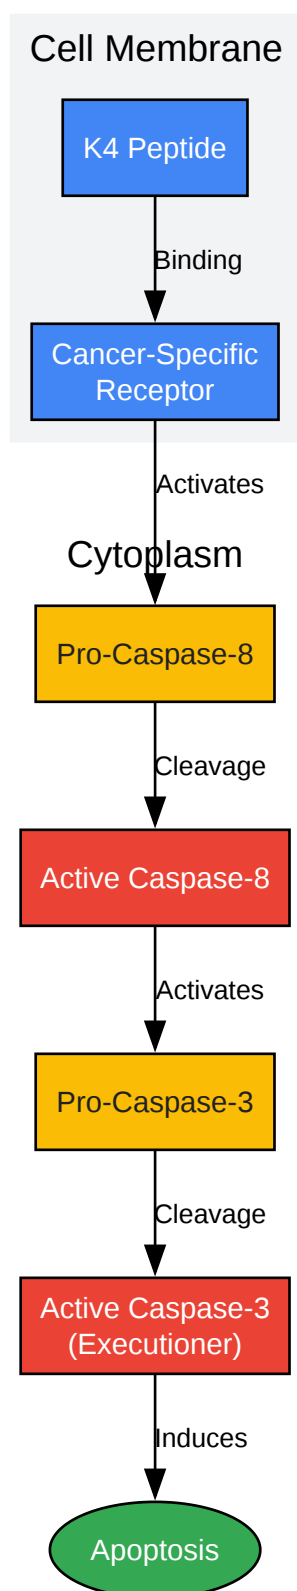 Cell Membrane
K4 Peptide
Binding
Cancer-Specific
Receptor
Activates
Cytoplasm
Pro-Caspase-8
Cleavage
Active Caspase-8
Activates
Pro-Caspase-3
Cleavage
Active Caspase-3
(Executioner)
Induces
Apoptosis